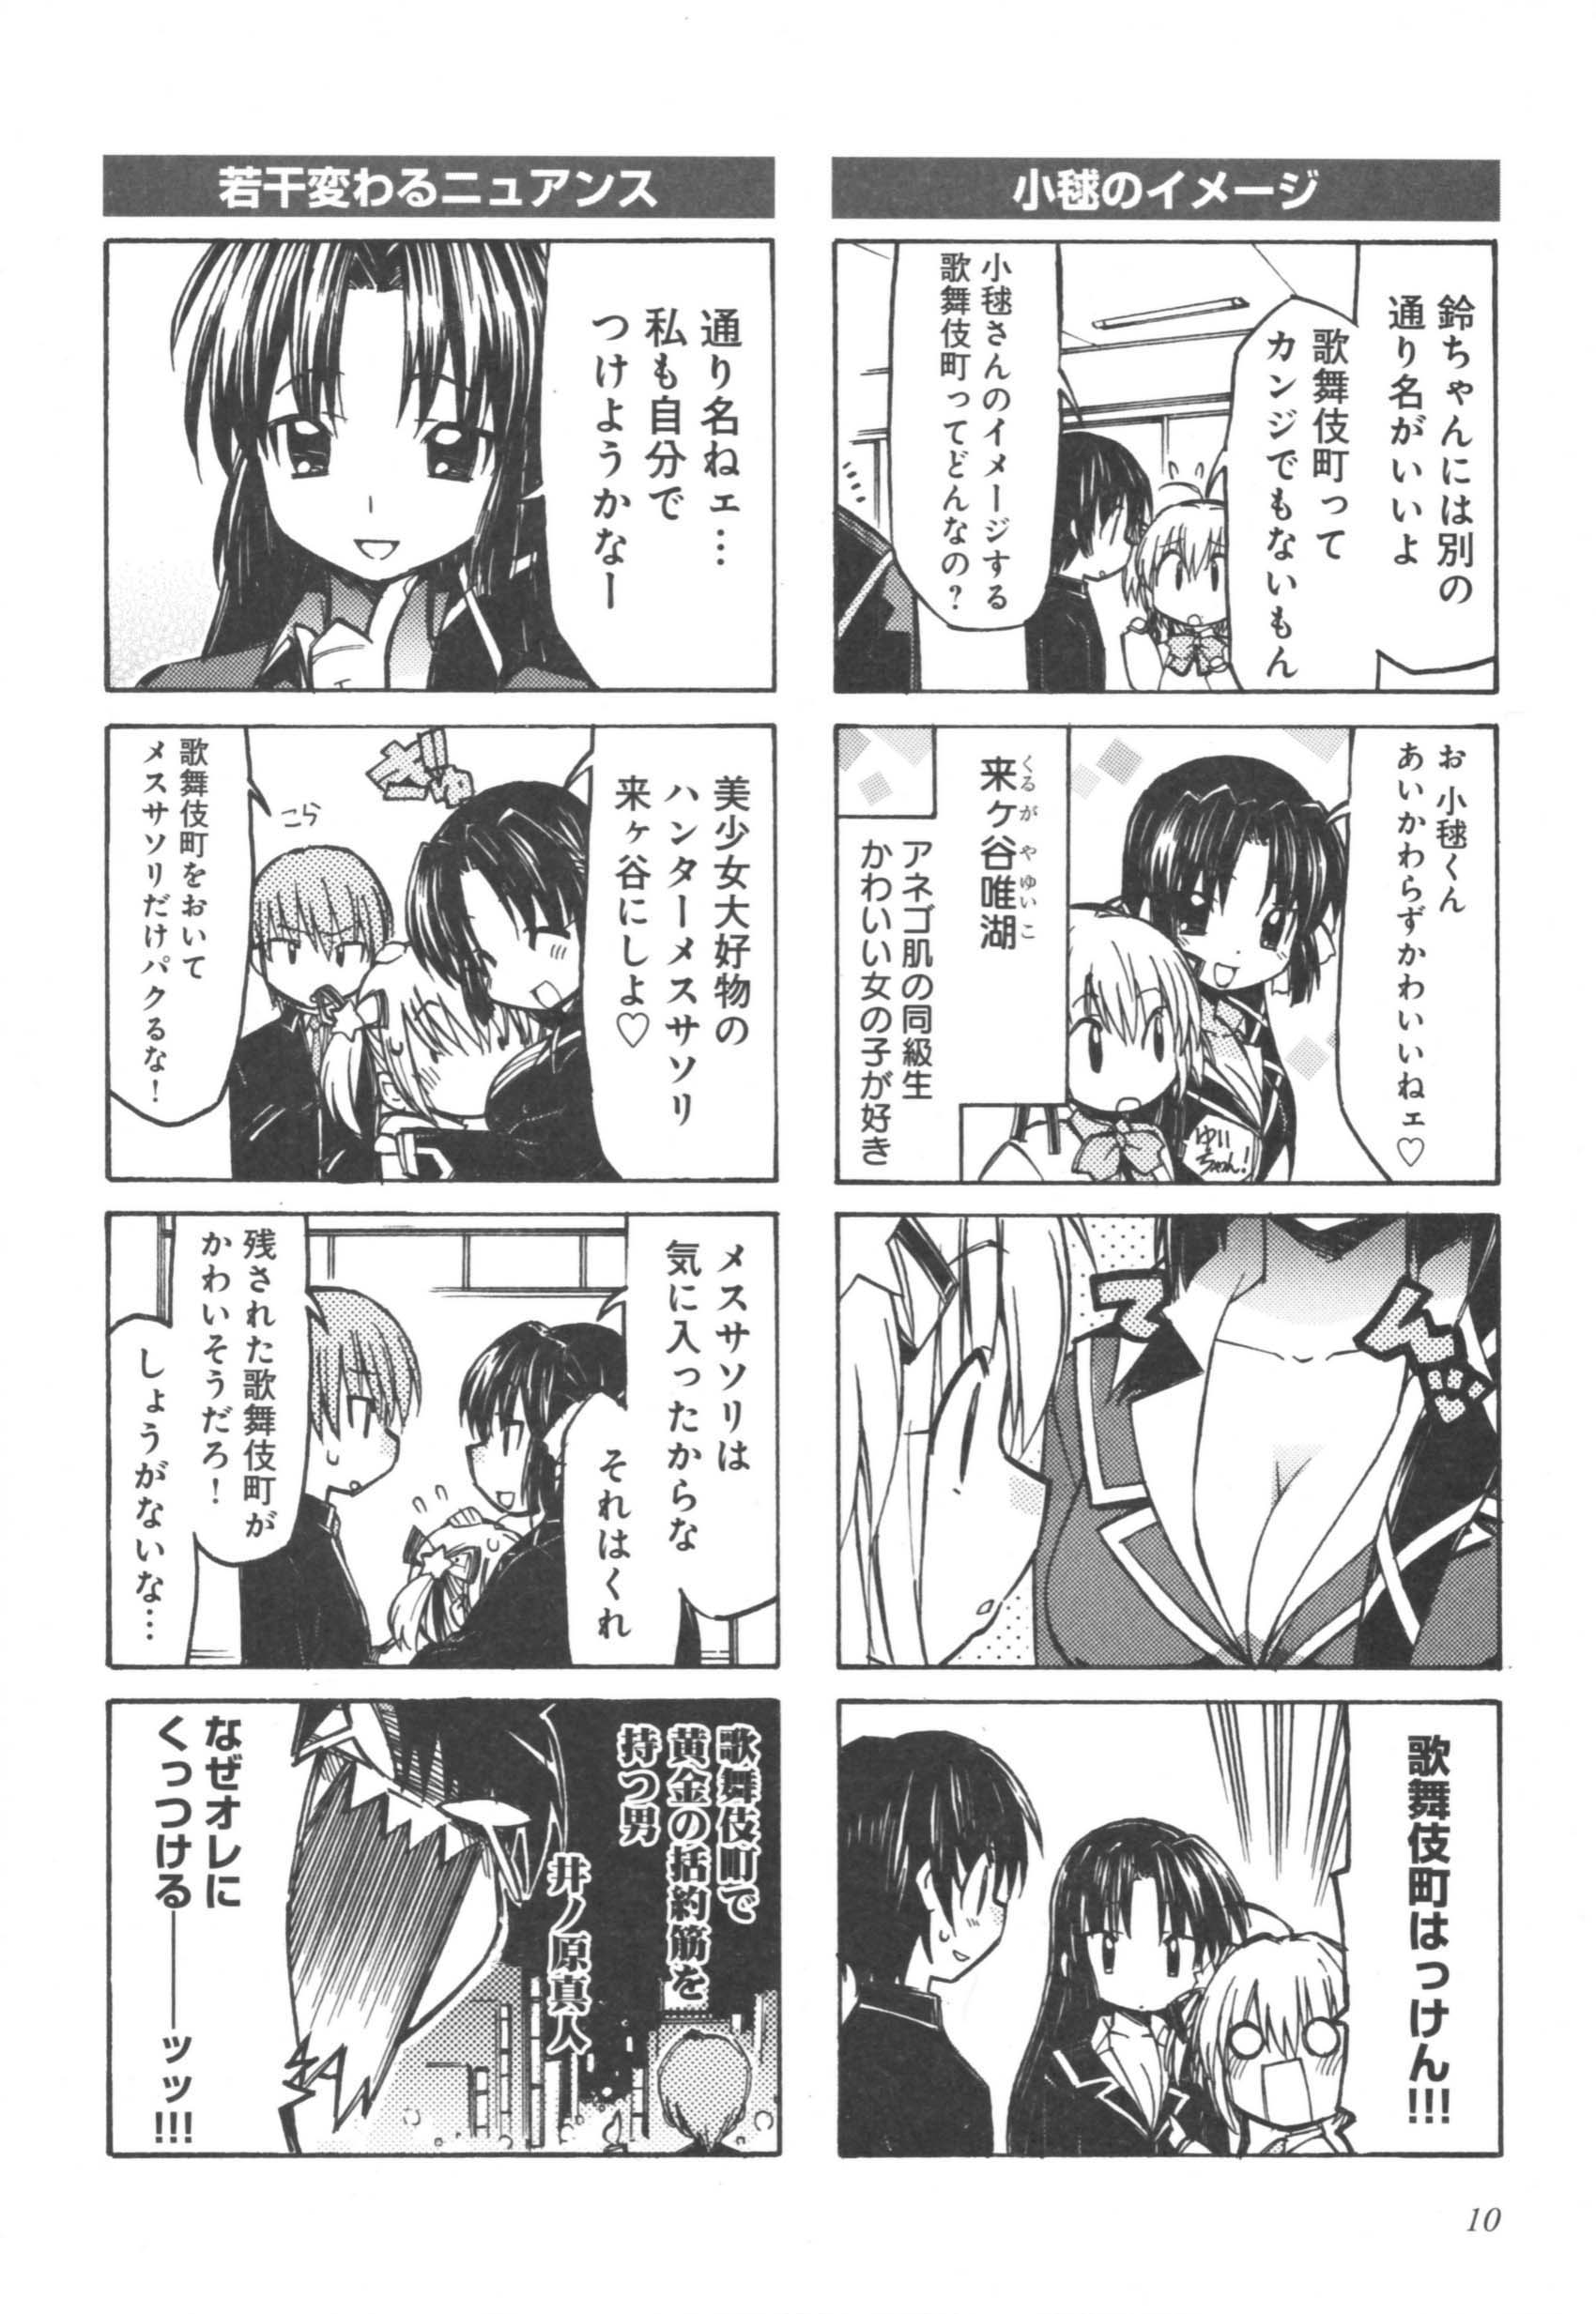 小毬のイメージ
鈴ちゃんには別の
通り名がいいよ
歌舞伎町って
カンジでもないもん
小毬さんのイメージする
歌舞伎町ってどんなの？
お 小毬くん
あいかわらずかわいいねェ♡
来ヶ谷唯湖
くるがやゆいこ
アネゴ肌の同級生
かわいい女の子が好き
ゆい
ちゃん!
歌舞伎町はっけん!!!
若干変わるニュアンス
通り名ねェ…
私も自分で
つけようかなー
美少女大好物の
ハンターメスサソリ
来ヶ谷にしよ♡
こら
歌舞伎町をおいて
メスサソリだけパクるな！
メスサソリは
気に入ったからな
それはくれ
残された歌舞伎町が
かわいそうだろ！
しょうがないな…
歌舞伎町で
黄金の括約筋を
持つ男
井ノ原真人
なぜオレに
くっつける――ッッ!!!
10